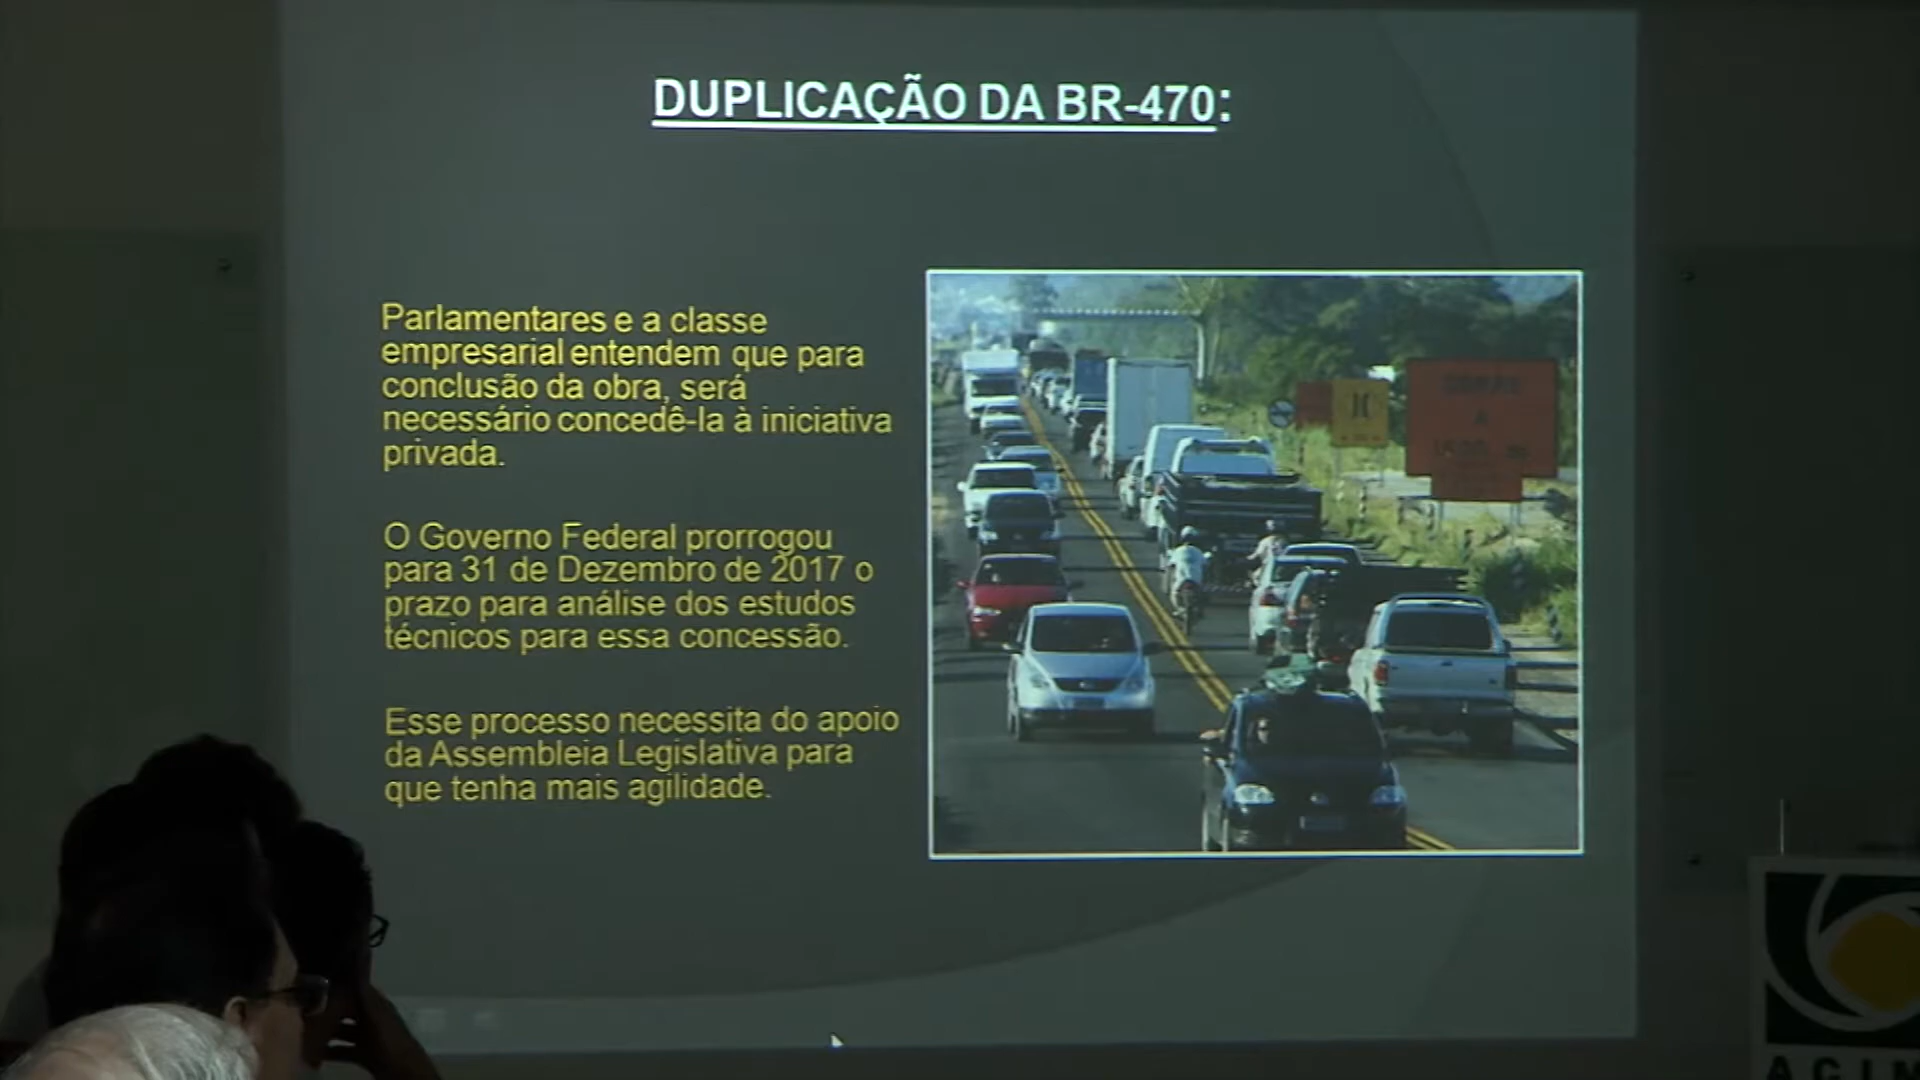 DUPLICAÇÃO DA BR-470:
Parlamentares e a classe
empresarial entendem que para
conclusão da obra, será
necessário concedê-la à iniciativa
privada.
O Governo Federal prorrogou
para 31 de Dezembro de 2017 o
prazo para análise dos estudos
técnicos para essa concessão.
Esse processo necessita do apoio
da Assembleia Legislativa para
que tenha mais agilidade.
OBRAS
A